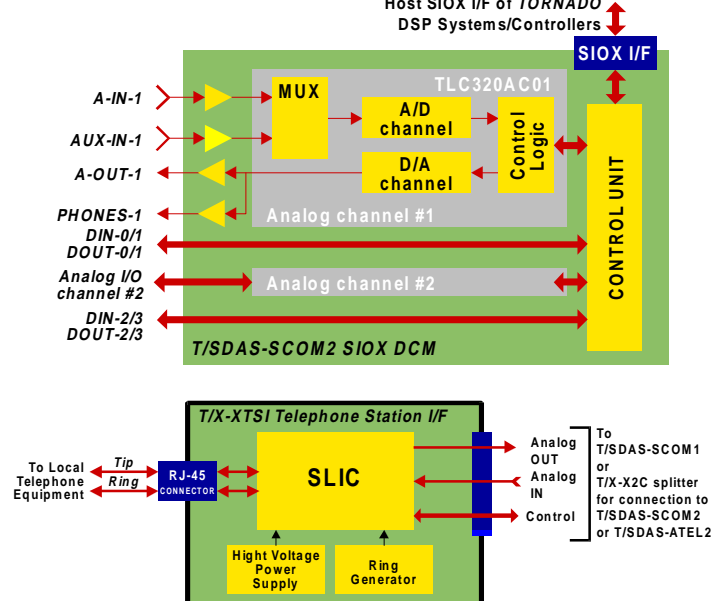 Host SIOX I/F of TORNADO
DSP Systems/Controllers
SIOX I/F
TLC320AC01
MUX
A/D
channel
D/A
channel
Control
Logic
A-IN-1
AUX-IN-1
A-OUT-1
PHONES-1
Analog channel #1
DIN-0/1
DOUT-0/1
Analog I/O
channel #2
Analog channel #2
DIN-2/3
DOUT-2/3
CONTROL UNIT
T/SDAS-SCOM2 SIOX DCM
T/X-XTSI Telephone Station I/F
To Local
Telephone
Equipment
Tip
Ring
RJ-45
CONNECTOR
SLIC
Hight Voltage
Power
Supply
Ring
Generator
Analog
OUT
Analog
IN
Control
To
T/SDAS-SCOM1
or
T/X-X2C splitter
for connection to
T/SDAS-SCOM2
or T/SDAS-ATEL2